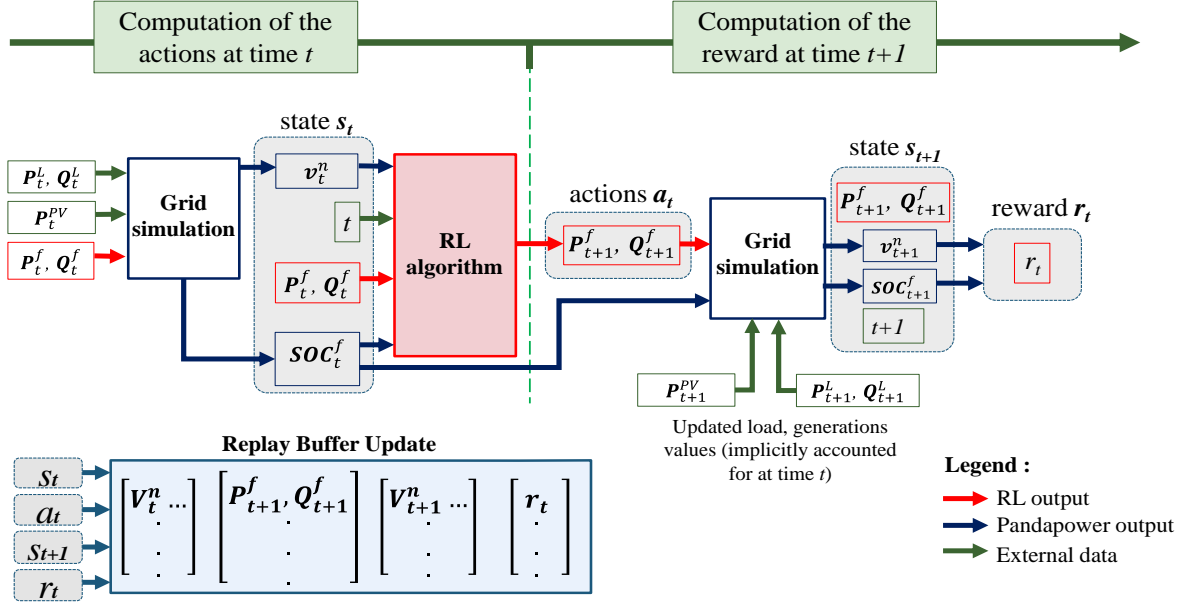 Computation of the
actions at time t
Computation of the
reward at time t+1
state s_t
state s_{t+1}
P_t^L, Q_t^L
P_t^{PV}
P_t^f, Q_t^f
Grid
simulation
v_t^n
t
P_t^f, Q_t^f
SOC_t^f
RL
algorithm
actions a_t
P_{t+1}^f, Q_{t+1}^f
Grid
simulation
P_{t+1}^f, Q_{t+1}^f
v_{t+1}^n
SOC_{t+1}^f
t+1
reward r_t
r_t
P_{t+1}^{PV}
P_{t+1}^L, Q_{t+1}^L
Updated load, generations
values (implicitly accounted
for at time t)
Replay Buffer Update
s_t
a_t
s_{t+1}
r_t
[V_t^n ...] [P_{t+1}^f, Q_{t+1}^f] [V_{t+1}^n ...] [r_t]
. . . .
. . . .
. . . .
Legend :
RL output
Pandapower output
External data